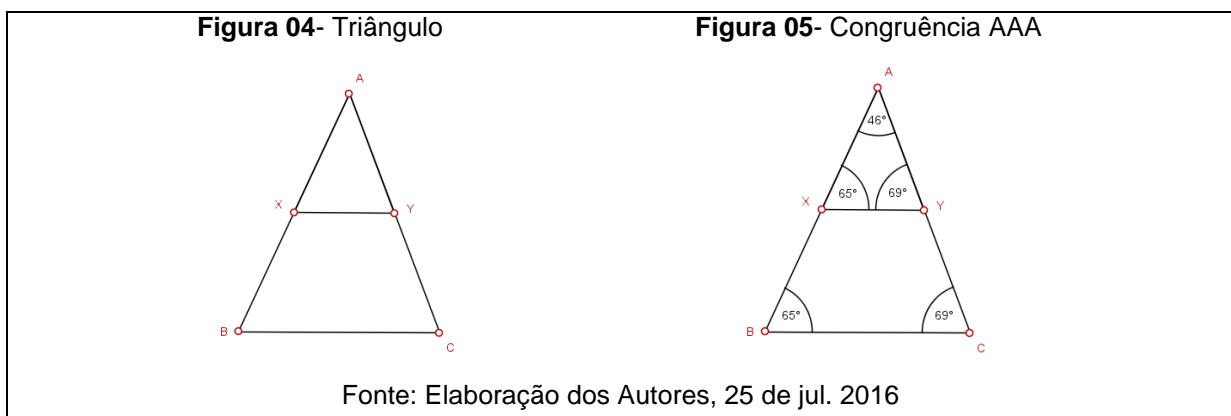 Figura 04- Triângulo
Figura 05- Congruência AAA
A
X
Y
B
C
A
46°
65°
69°
X
Y
65°
69°
B
C
Fonte: Elaboração dos Autores, 25 de jul. 2016